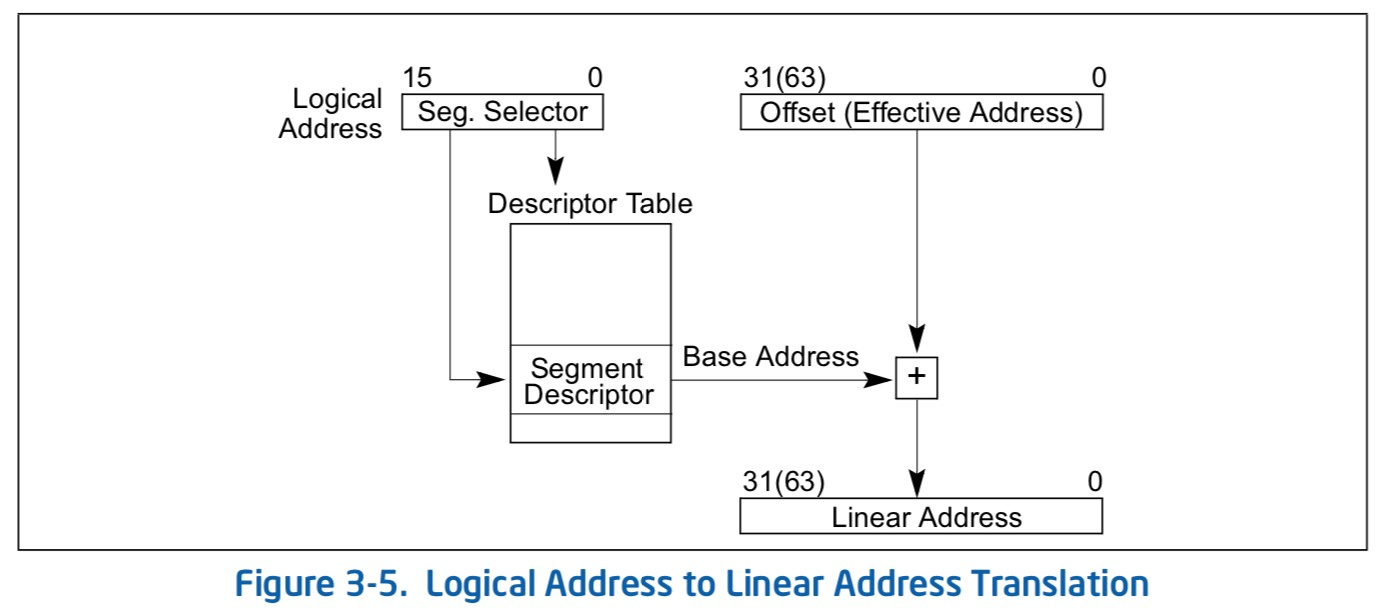 15 0
31(63) 0
Logical
Address
Seg. Selector
Offset (Effective Address)
Descriptor Table
Segment
Descriptor
Base Address
+
31(63) 0
Linear Address
Figure 3-5. Logical Address to Linear Address Translation